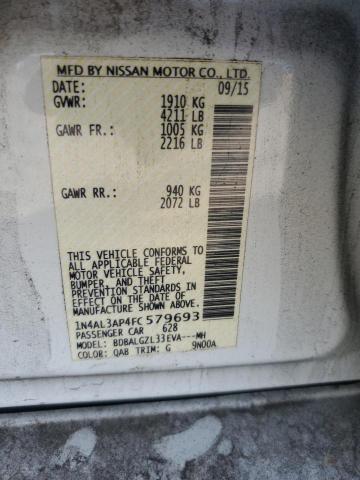 MFD BY NISSAN MOTOR CO., LTD.
DATE: 09/15
GVWR: 1910 KG
4211 LB
GAWR FR.: 1005 KG
2216 LB
GAWR RR.: 940 KG
2072 LB
THIS VEHICLE CONFORMS TO
ALL APPLICABLE FEDERAL
MOTOR VEHICLE SAFETY,
BUMPER, AND THEFT
PREVENTION STANDARDS IN
EFFECT ON THE DATE OF
MANUFACTURE SHOWN ABOVE.
1N4AL3AP4FC579693
PASSENGER CAR 628
MODEL: BDBALGZL33EVA---MH
COLOR: QAB TRIM: G 9N00A